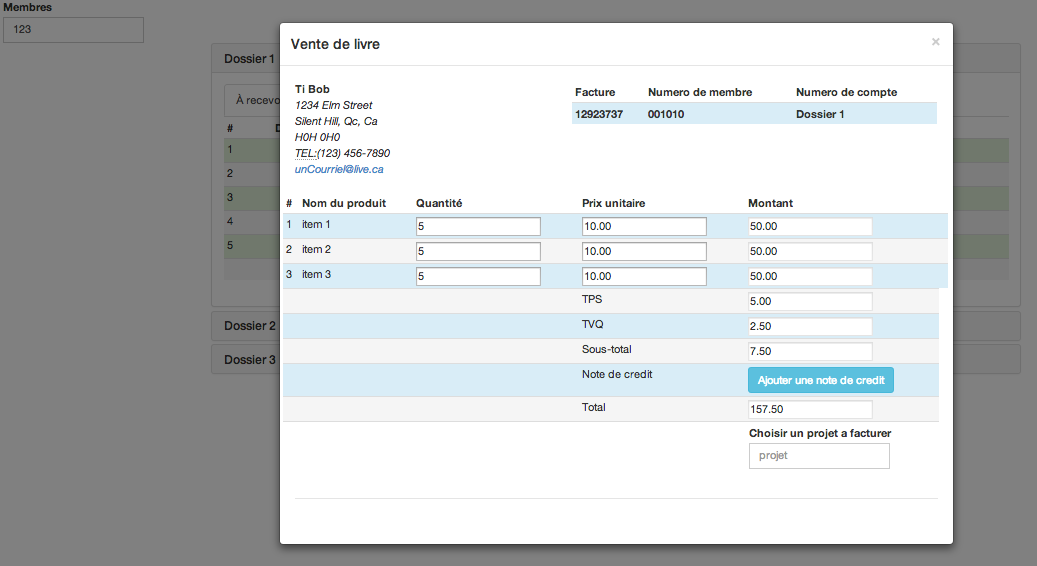 Membres
123
Dossier 1
À recevo
#
1
2
3
4
5
Dossier 2
Dossier 3
Vente de livre
×
Ti Bob
1234 Elm Street
Silent Hill, Qc, Ca
H0H 0H0
TEL:(123) 456-7890
unCourriel@live.ca
Facture Numero de membre Numero de compte
12923737 001010 Dossier 1
# Nom du produit Quantité Prix unitaire Montant
1 item 1 5 10.00 50.00
2 item 2 5 10.00 50.00
3 item 3 5 10.00 50.00
TPS 5.00
TVQ 2.50
Sous-total 7.50
Note de credit Ajouter une note de credit
Total 157.50
Choisir un projet a facturer
projet